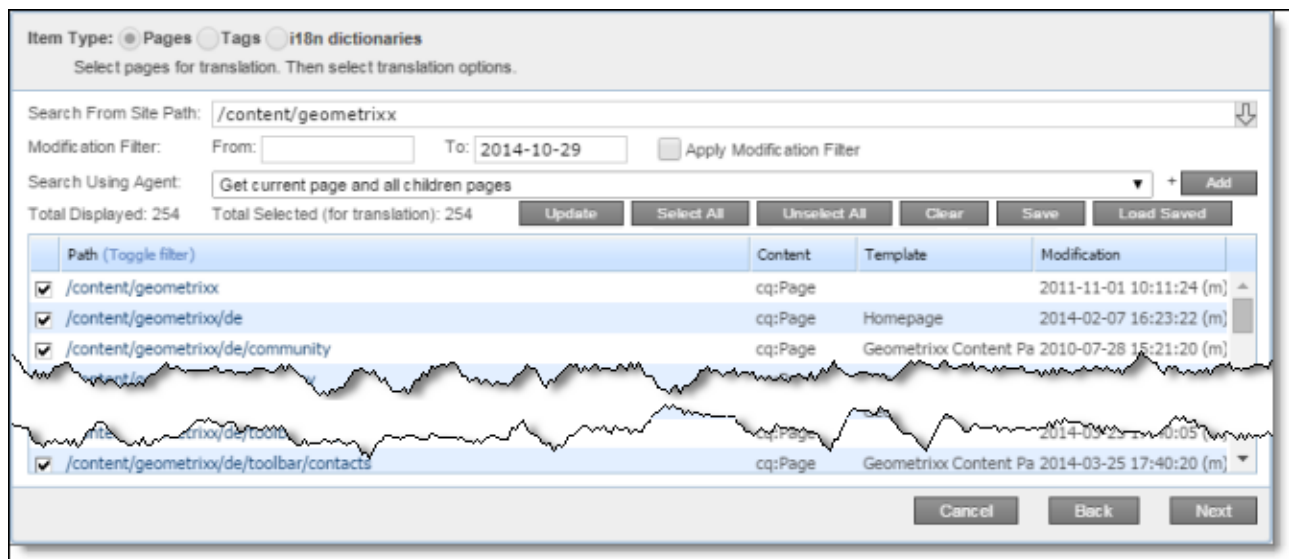 Item Type: Pages Tags i18n dictionaries
Select pages for translation. Then select translation options.
Search From Site Path: /content/geometrixx
Modification Filter: From: To: 2014-10-29 Apply Modification Filter
Search Using Agent: Get current page and all children pages + Add
Total Displayed: 254 Total Selected (for translation): 254 Update Select All Unselect All Clear Save Load Saved
Path (Toggle filter) Content Template Modification
/content/geometrixx cq:Page 2011-11-01 10:11:24 (m)
/content/geometrixx/de cq:Page Homepage 2014-02-07 16:23:22 (m)
/content/geometrixx/de/community cq:Page Geometrixx Content Pa 2010-07-28 15:21:20 (m)
cq:Page
/content/geometrixx/de/toolbar/contacts cq:Page Geometrixx Content Pa 2014-03-25 17:40:20 (m)
Cancel Back Next